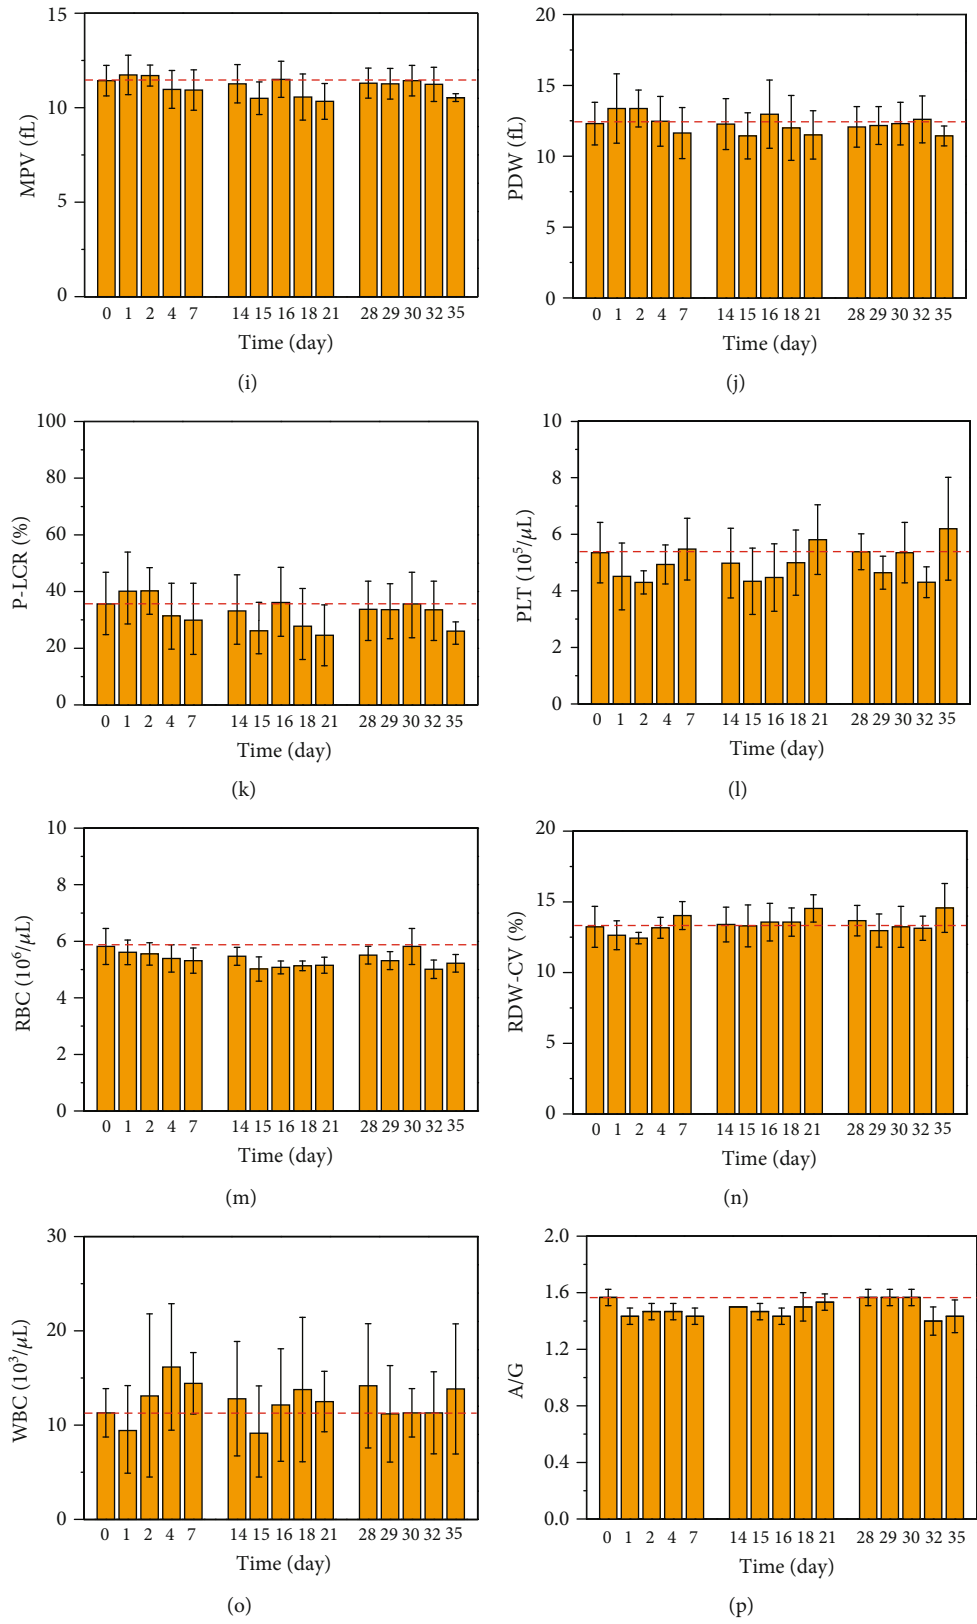 MPV (fL)
15
10
5
0
0 1 2 4 7 14 15 16 18 21 28 29 30 32 35
Time (day)
(i)
PDW (fL)
20
15
10
5
0
0 1 2 4 7 14 15 16 18 21 28 29 30 32 35
Time (day)
(j)
P-LCR (%)
100
80
60
40
20
0
0 1 2 4 7 14 15 16 18 21 28 29 30 32 35
Time (day)
(k)
PLT (10⁵/μL)
10
8
6
4
2
0
0 1 2 4 7 14 15 16 18 21 28 29 30 32 35
Time (day)
(l)
RBC (10⁶/μL)
10
8
6
4
2
0
0 1 2 4 7 14 15 16 18 21 28 29 30 32 35
Time (day)
(m)
RDW-CV (%)
20
15
10
5
0
0 1 2 4 7 14 15 16 18 21 28 29 30 32 35
Time (day)
(n)
WBC (10³/μL)
30
20
10
0
0 1 2 4 7 14 15 16 18 21 28 29 30 32 35
Time (day)
(o)
A/G
2.0
1.6
1.2
0.8
0.4
0.0
0 1 2 4 7 14 15 16 18 21 28 29 30 32 35
Time (day)
(p)